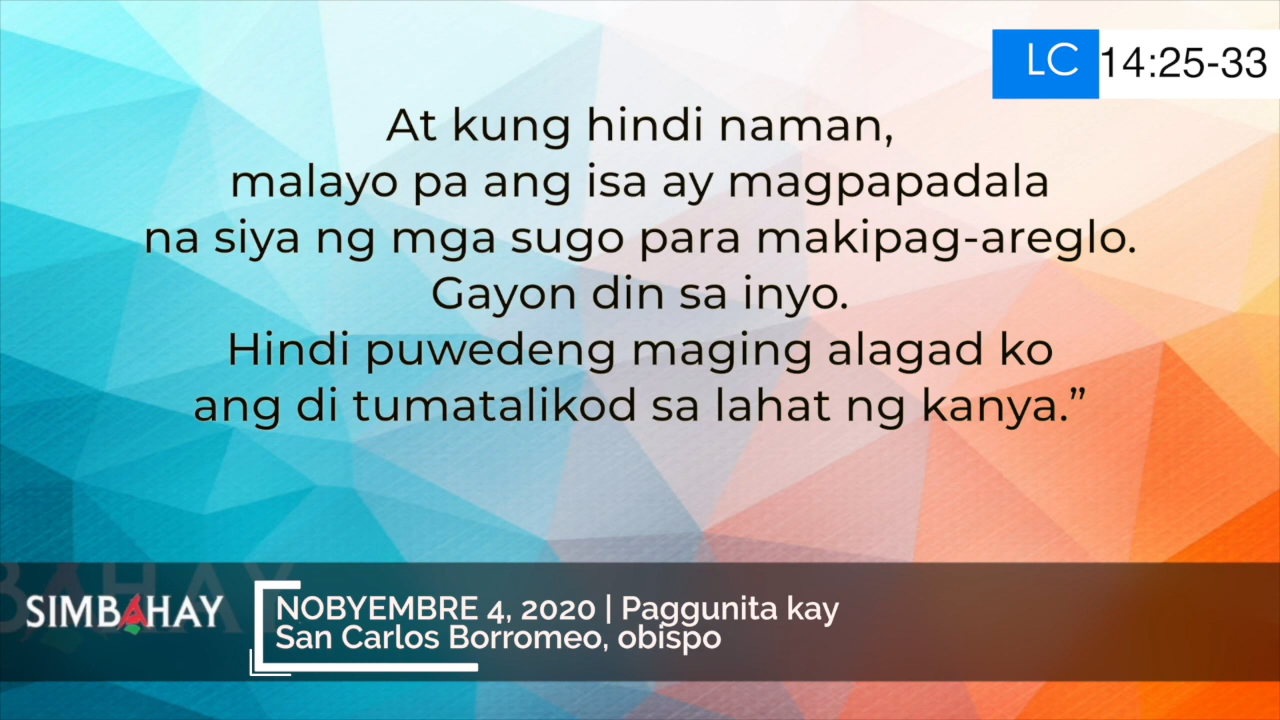 LC 14:25-33
At kung hindi naman,
malayo pa ang isa ay magpapadala
na siya ng mga sugo para makipag-areglo.
Gayon din sa inyo.
Hindi puwedeng maging alagad ko
ang di tumatalikod sa lahat ng kanya.”
SIMBAHAY
NOBYEMBRE 4, 2020 | Paggunita kay
San Carlos Borromeo, obispo